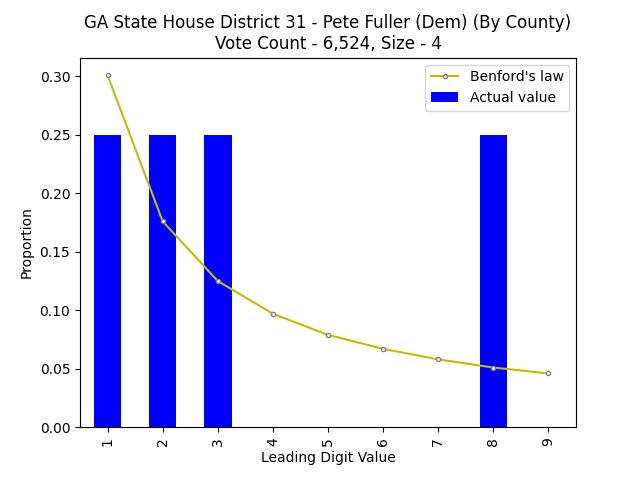 GA State House District 31 - Pete Fuller (Dem) (By County)
Vote Count - 6,524, Size - 4
Benford's law
Actual value
0.30
0.25
0.20
0.15
0.10
0.05
0.00
Proportion
1 2 3 4 5 6 7 8 9
Leading Digit Value